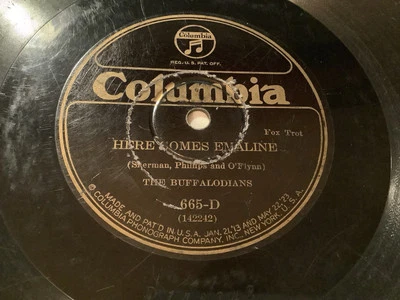 Columbia
REG. U.S. PAT. OFF.
Columbia
Fox Trot
HERE COMES EMALINE
(Sherman, Phillips and O'Flynn)
THE BUFFALODIANS
665-D
(142242)
MADE AND PAT'D IN U.S.A. JAN. 21,'13 AND MAY 22,'23
© COLUMBIA PHONOGRAPH COMPANY, INC., NEW YORK, U.S.A.